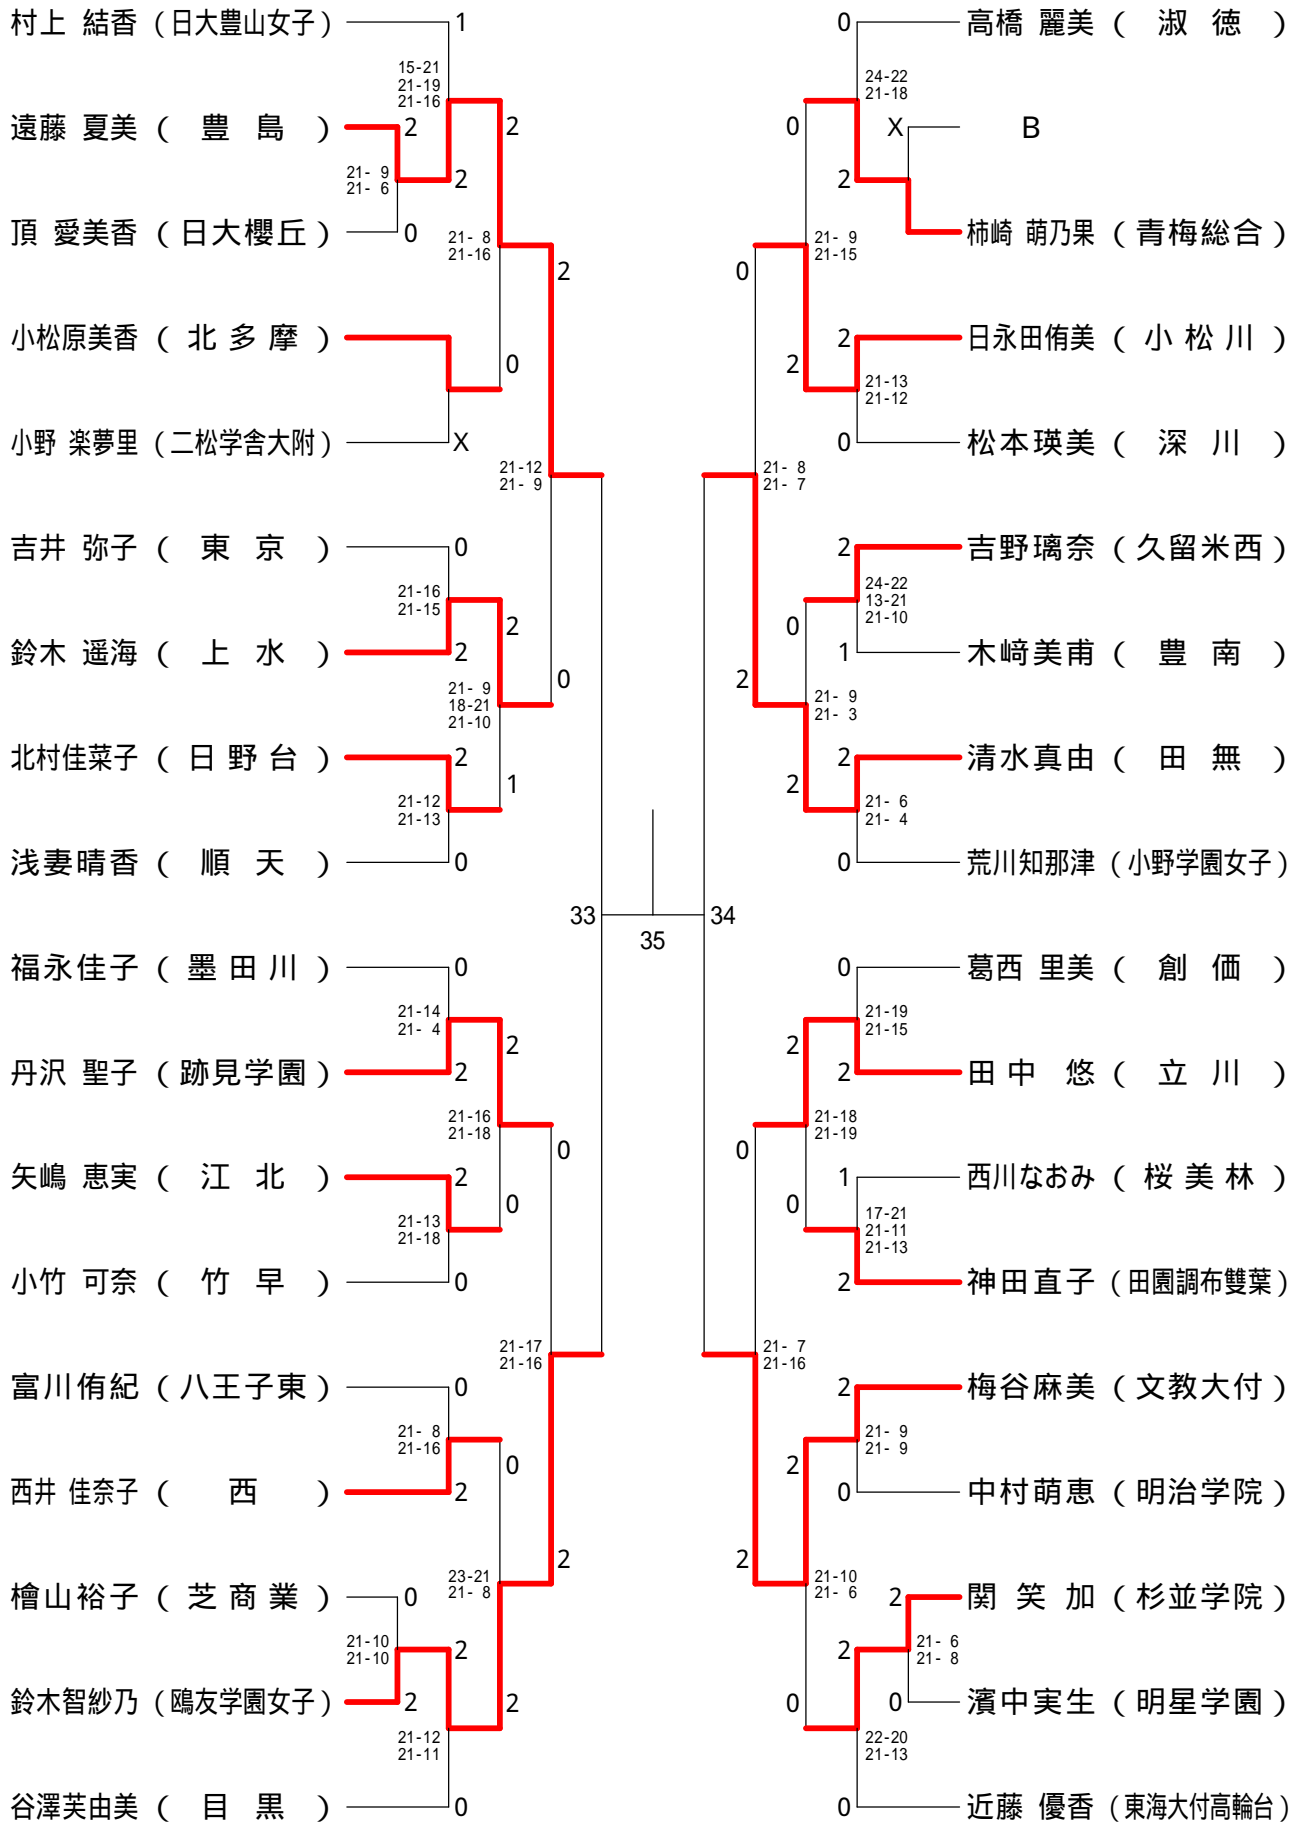 村上 結香 ( 日大豊山女子 ) 1
15-21
21-19
21-16
遠藤 夏美 ( 豊 島 ) 2
2
21- 9
21- 6
2
頂 愛美香 ( 日大櫻丘 ) 0
21- 8
21-16
2
小松原美香 ( 北 多 摩 )
0
小野 楽夢里 ( 二松学舎大附 ) X
21-12
21- 9
吉井 弥子 ( 東 京 ) 0
21-16
21-15
2
鈴木 遥海 ( 上 水 ) 2
0
21- 9
18-21
21-10
北村佳菜子 ( 日 野 台 ) 2
1
21-12
21-13
浅妻晴香 ( 順 天 ) 0
33
35
34
福永佳子 ( 墨 田 川 ) 0
21-14
21- 4
2
丹沢 聖子 ( 跡見学園 ) 2
21-16
21-18
0
矢嶋 恵実 ( 江 北 ) 2
0
21-13
21-18
小竹 可奈 ( 竹 早 ) 0
21-17
21-16
富川侑紀 ( 八王子東 ) 0
21- 8
21-16
0
西井 佳奈子 ( 西 ) 2
2
23-21
21- 8
檜山裕子 ( 芝 商 業 ) 0
21-10
21-10
2
鈴木智紗乃 ( 鴎友学園女子 ) 2
2
21-12
21-11
谷澤芙由美 ( 目 黒 ) 0
0 高橋 麗美 ( 淑 徳 )
24-22
21-18
0
X B
2
柿崎 萌乃果 ( 青梅総合 )
21- 9
21-15
0
2 日永田侑美 ( 小 松 川 )
2
21-13
21-12
0 松本瑛美 ( 深 川 )
21- 8
21- 7
2 吉野璃奈 ( 久留米西 )
24-22
13-21
21-10
0
1 木﨑美甫 ( 豊 南 )
2
21- 9
21- 3
2 清水真由 ( 田 無 )
2
21- 6
21- 4
0 荒川知那津 ( 小野学園女子 )
0 葛西 里美 ( 創 価 )
21-19
21-15
2
2 田 中 悠 ( 立 川 )
21-18
21-19
0
1 西川なおみ ( 桜 美 林 )
0
17-21
21-11
21-13
2 神田直子 ( 田園調布雙葉 )
21- 7
21-16
2 梅谷麻美 ( 文教大付 )
21- 9
21- 9
2
0 中村萌恵 ( 明治学院 )
2
21-10
21- 6
2 関 笑 加 ( 杉並学院 )
21- 6
21- 8
2
0 濱中実生 ( 明星学園 )
0
22-20
21-13
0 近藤 優香 ( 東海大付高輪台 )